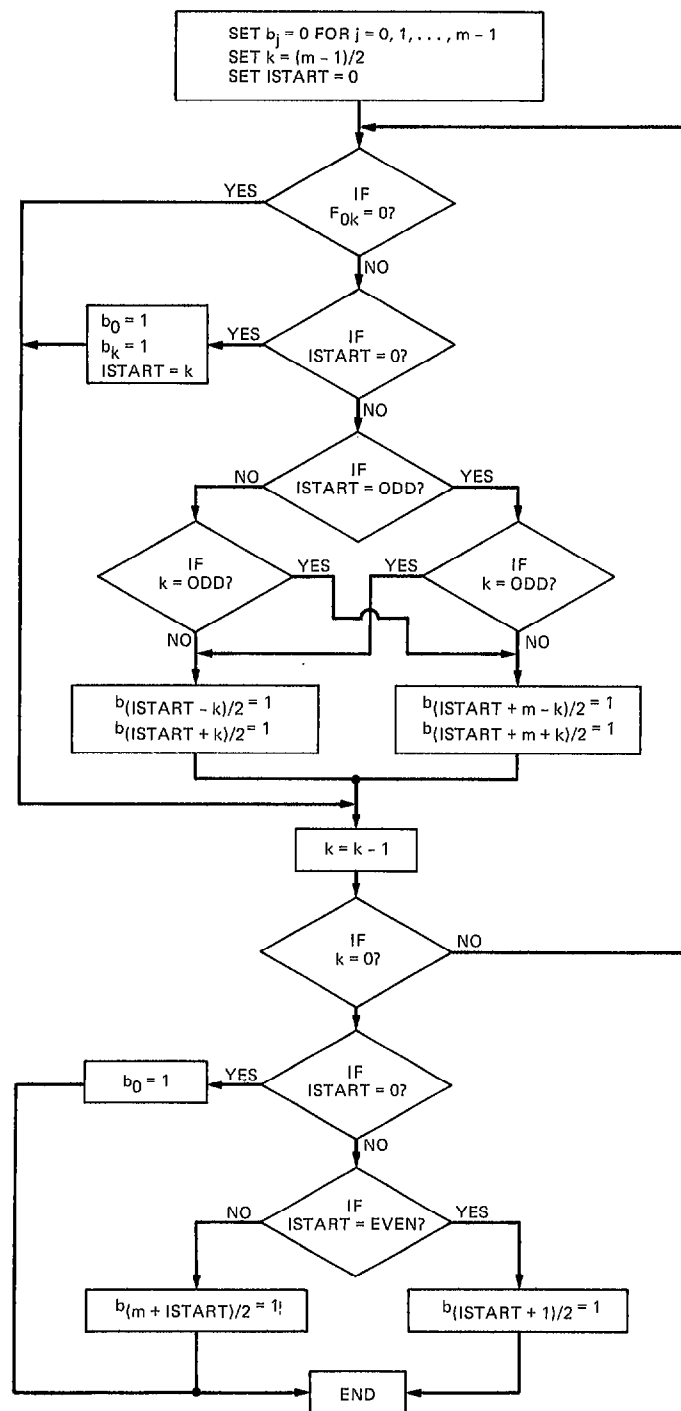 SET b_j = 0 FOR j = 0, 1, . . . , m – 1
SET k = (m – 1)/2
SET ISTART = 0
YES
IF
F_0k = 0?
NO
b_0 = 1
b_k = 1
ISTART = k
YES
IF
ISTART = 0?
NO
NO
IF
ISTART = ODD?
YES
IF
k = ODD?
YES
YES
IF
k = ODD?
NO
NO
b_(ISTART – k)/2 = 1
b_(ISTART + k)/2 = 1
b_(ISTART + m – k)/2 = 1
b_(ISTART + m + k)/2 = 1
k = k – 1
IF
k = 0?
NO
b_0 = 1
YES
IF
ISTART = 0?
NO
NO
IF
ISTART = EVEN?
YES
b_(m + ISTART)/2 = 1
b_(ISTART + 1)/2 = 1
END